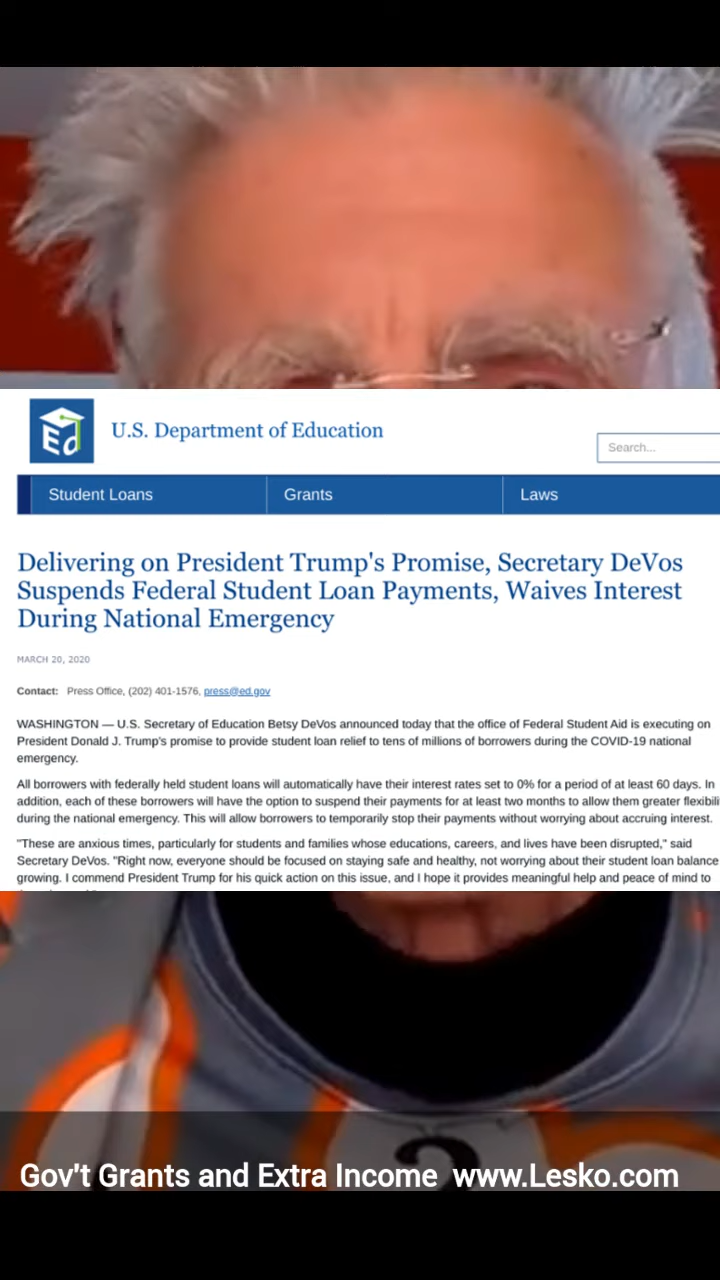 Ed
U.S. Department of Education
Search...
Student Loans
Grants
Laws
Delivering on President Trump's Promise, Secretary DeVos
Suspends Federal Student Loan Payments, Waives Interest
During National Emergency
MARCH 20, 2020
Contact: Press Office, (202) 401-1576, press@ed.gov
WASHINGTON — U.S. Secretary of Education Betsy DeVos announced today that the office of Federal Student Aid is executing on
President Donald J. Trump's promise to provide student loan relief to tens of millions of borrowers during the COVID-19 national
emergency.
All borrowers with federally held student loans will automatically have their interest rates set to 0% for a period of at least 60 days. In
addition, each of these borrowers will have the option to suspend their payments for at least two months to allow them greater flexibili
during the national emergency. This will allow borrowers to temporarily stop their payments without worrying about accruing interest.
"These are anxious times, particularly for students and families whose educations, careers, and lives have been disrupted," said
Secretary DeVos. "Right now, everyone should be focused on staying safe and healthy, not worrying about their student loan balance
growing. I commend President Trump for his quick action on this issue, and I hope it provides meaningful help and peace of mind to
?
Gov't Grants and Extra Income www.Lesko.com